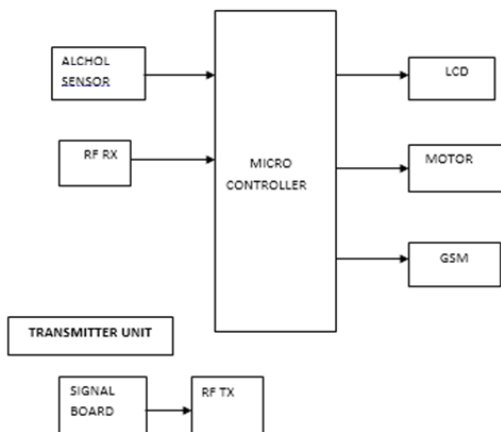 ALCHOL
SENSOR
RF RX
MICRO
CONTROLLER
LCD
MOTOR
GSM
TRANSMITTER UNIT
SIGNAL
BOARD
RF TX